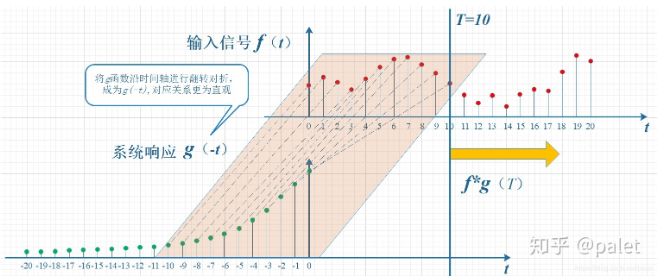 T=10
输入信号 f（t）
将g函数沿时间轴进行翻转对折，
成为g (-t), 对应关系更为直观
0 1 2 3 4 5 6 7 8 9 10 11 12 13 14 15 16 17 18 19 20
t
系统响应 g（-t）
f*g（T）
知乎 @palet
-20 -19 -18 -17 -16 -15 -14 -13 -12 -11 -10 -9 -8 -7 -6 -5 -4 -3 -2 -1 0
t